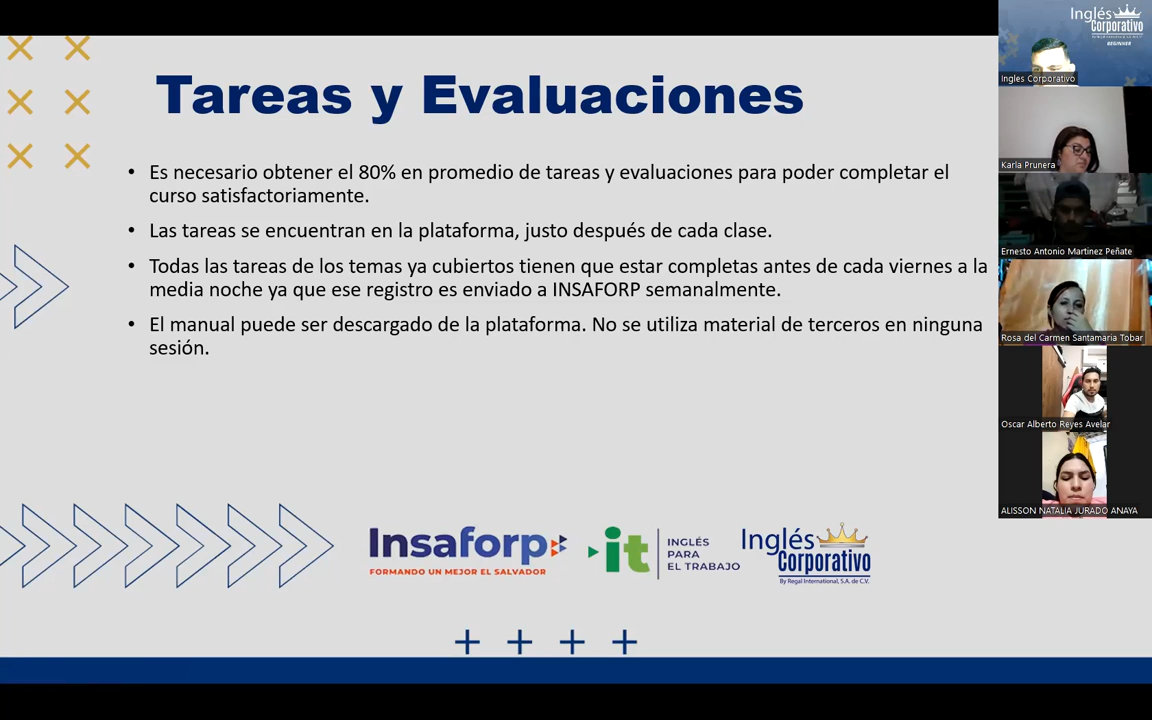 Tareas y Evaluaciones
• Es necesario obtener el 80% en promedio de tareas y evaluaciones para poder completar el
curso satisfactoriamente.
• Las tareas se encuentran en la plataforma, justo después de cada clase.
• Todas las tareas de los temas ya cubiertos tienen que estar completas antes de cada viernes a la
media noche ya que ese registro es enviado a INSAFORP semanalmente.
• El manual puede ser descargado de la plataforma. No se utiliza material de terceros en ninguna
sesión.
Insaforp
FORMANDO UN MEJOR EL SALVADOR
it
INGLÉS
PARA
EL TRABAJO
Inglés
Corporativo
By Regal International, S.A. de C.V.
Inglés
Corporativo
By Regal International, S.A. de C.V.
BEGINNER
Ingles Corporativo
Karla Prunera
Ernesto Antonio Martinez Peñate
Rosa del Carmen Santamaria Tobar
Oscar Alberto Reyes Avelar
ALISSON NATALIA JURADO ANAYA